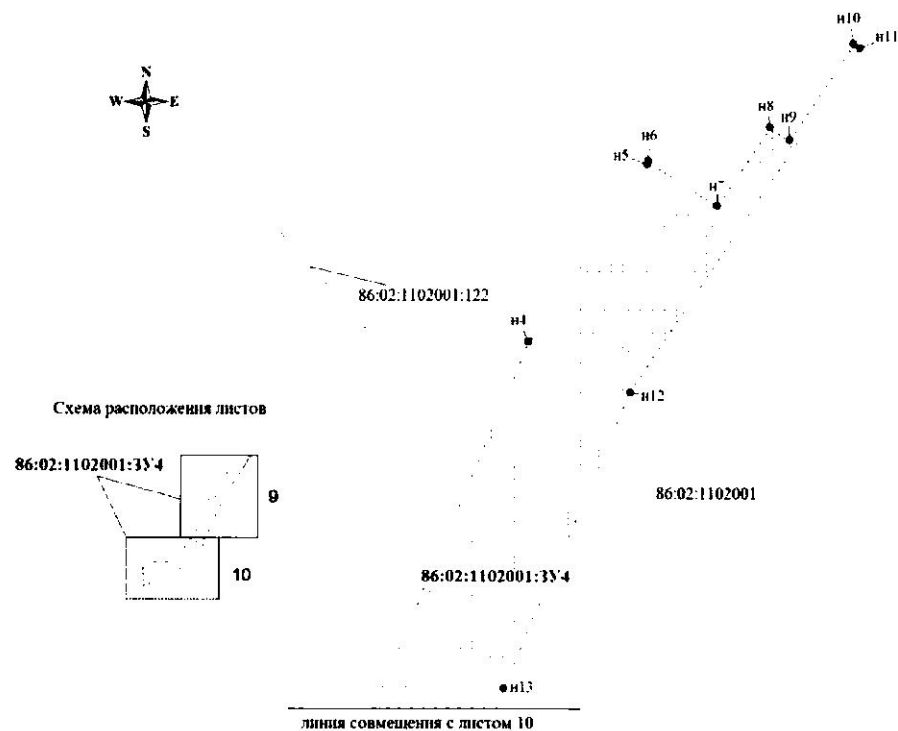 н10
н11
N
W E
S
н8
н9
н6
н5
н7
86:02:1102001:122
н4
н12
Схема расположения листов
86:02:1102001:ЗУ4
9
86:02:1102001
10
86:02:1102001:ЗУ4
н13
линия совмещения с листом 10